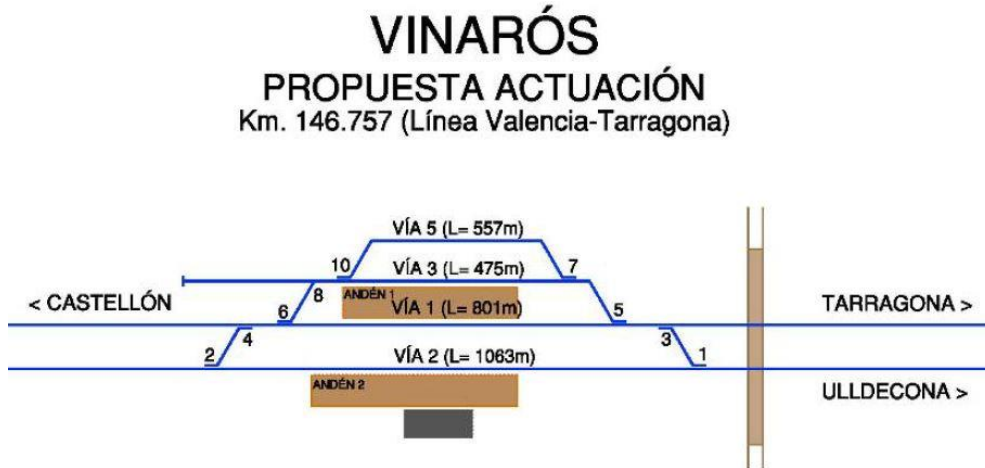 VINARÓS
PROPUESTA ACTUACIÓN
Km. 146.757 (Línea Valencia-Tarragona)
VÍA 5 (L= 557m)
10
VÍA 3 (L= 475m)
7
8
< CASTELLÓN
ANDÉN 1
VÍA 1 (L= 801m)
TARRAGONA >
6
5
4
3
2
VÍA 2 (L= 1063m)
1
ANDÉN 2
ULLDECONA >